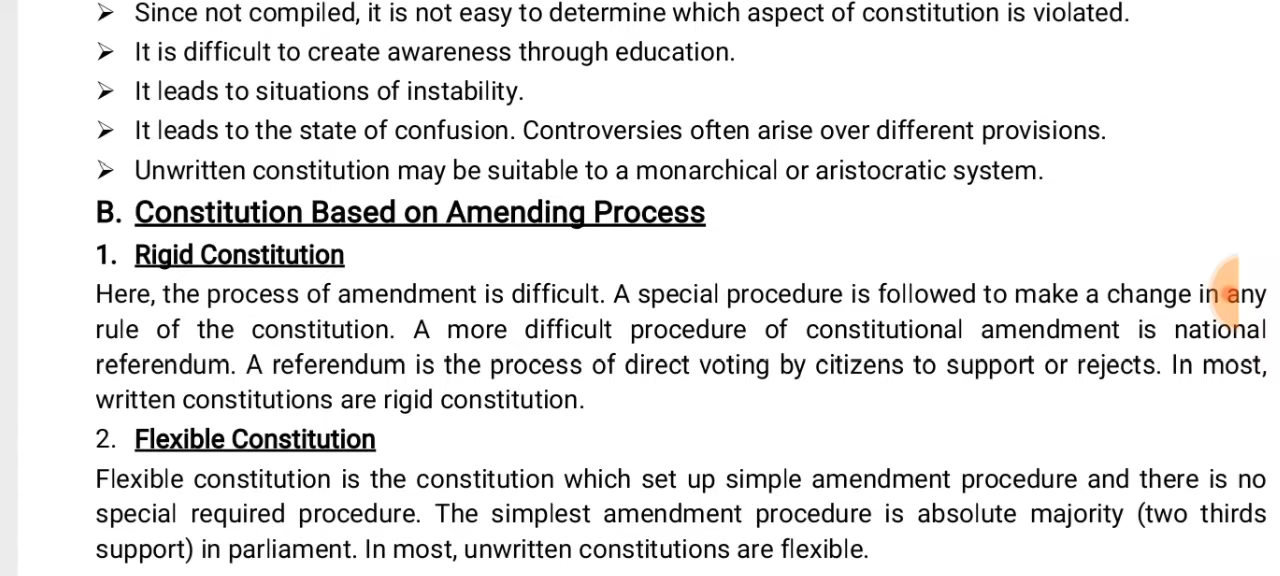 ➢ Since not compiled, it is not easy to determine which aspect of constitution is violated.
➢ It is difficult to create awareness through education.
➢ It leads to situations of instability.
➢ It leads to the state of confusion. Controversies often arise over different provisions.
➢ Unwritten constitution may be suitable to a monarchical or aristocratic system.
B. Constitution Based on Amending Process
1. Rigid Constitution
Here, the process of amendment is difficult. A special procedure is followed to make a change in any
rule of the constitution. A more difficult procedure of constitutional amendment is national
referendum. A referendum is the process of direct voting by citizens to support or rejects. In most,
written constitutions are rigid constitution.
2. Flexible Constitution
Flexible constitution is the constitution which set up simple amendment procedure and there is no
special required procedure. The simplest amendment procedure is absolute majority (two thirds
support) in parliament. In most, unwritten constitutions are flexible.